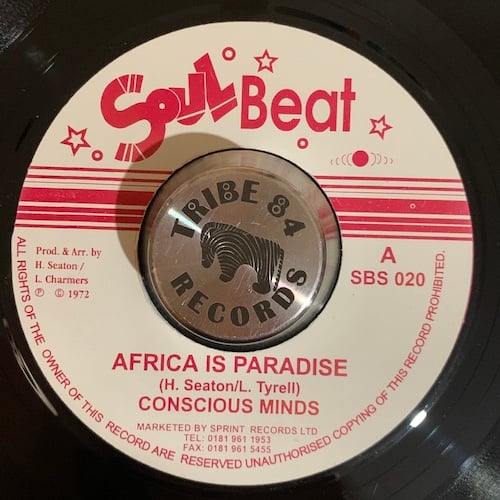 Soul Beat
TRIBE 84
RECORDS
Prod. & Arr. by
H. Seaton /
L. Charmers
℗ © 1972
A
SBS 020
AFRICA IS PARADISE
(H. Seaton/L. Tyrell)
CONSCIOUS MINDS
MARKETED BY SPRINT RECORDS LTD
TEL: 0181 961 1953
FAX: 0181 961 5455
ALL RIGHTS OF THE OWNER OF THIS RECORD ARE RESERVED UNAUTHORISED COPYING OF THIS RECORD PROHIBITED.